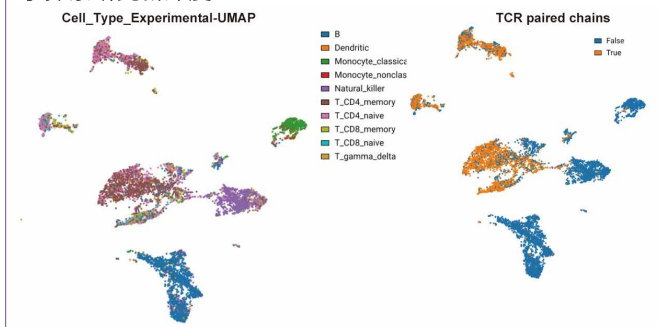 Cell_Type_Experimental-UMAP
B
Dendritic
Monocyte_classica
Monocyte_nonclas
Natural_killer
T_CD4_memory
T_CD4_naive
T_CD8_memory
T_CD8_naive
T_gamma_delta
TCR paired chains
False
True